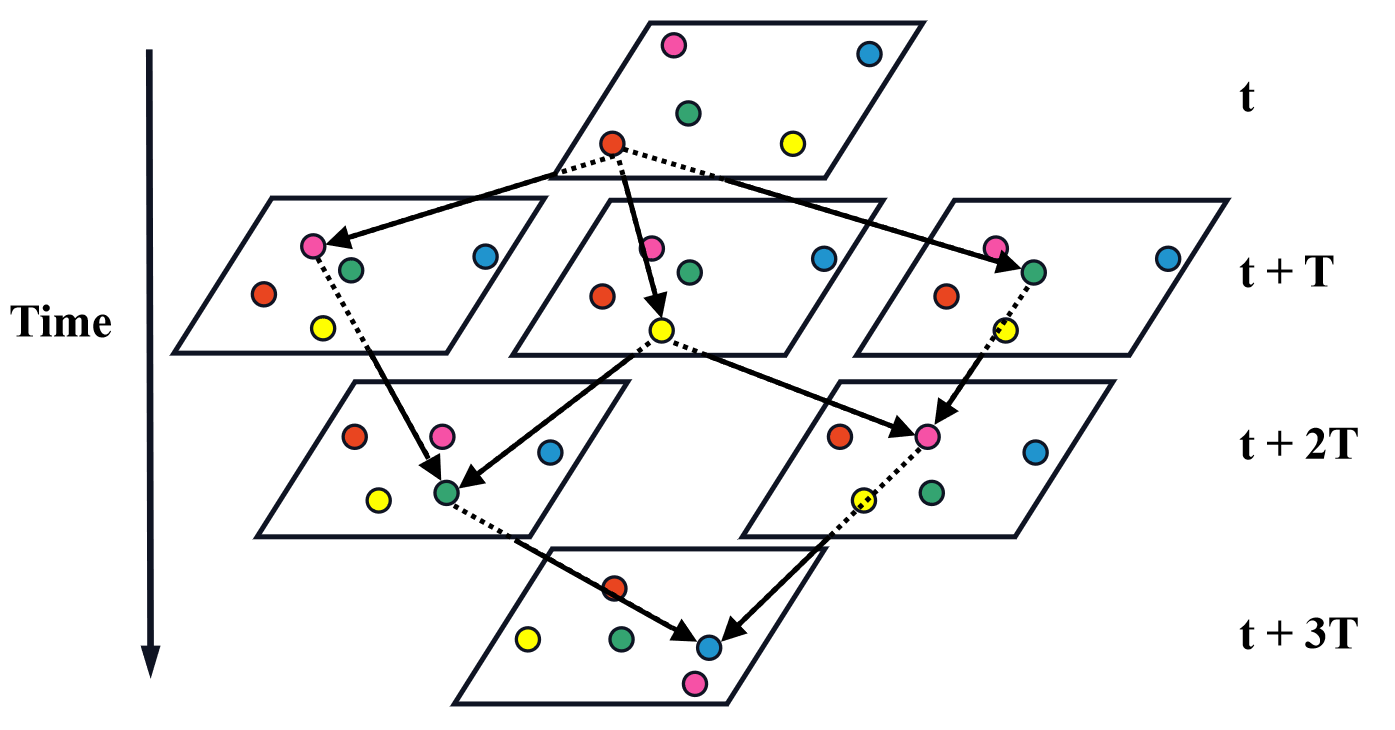 t
t + T
Time
t + 2T
t + 3T